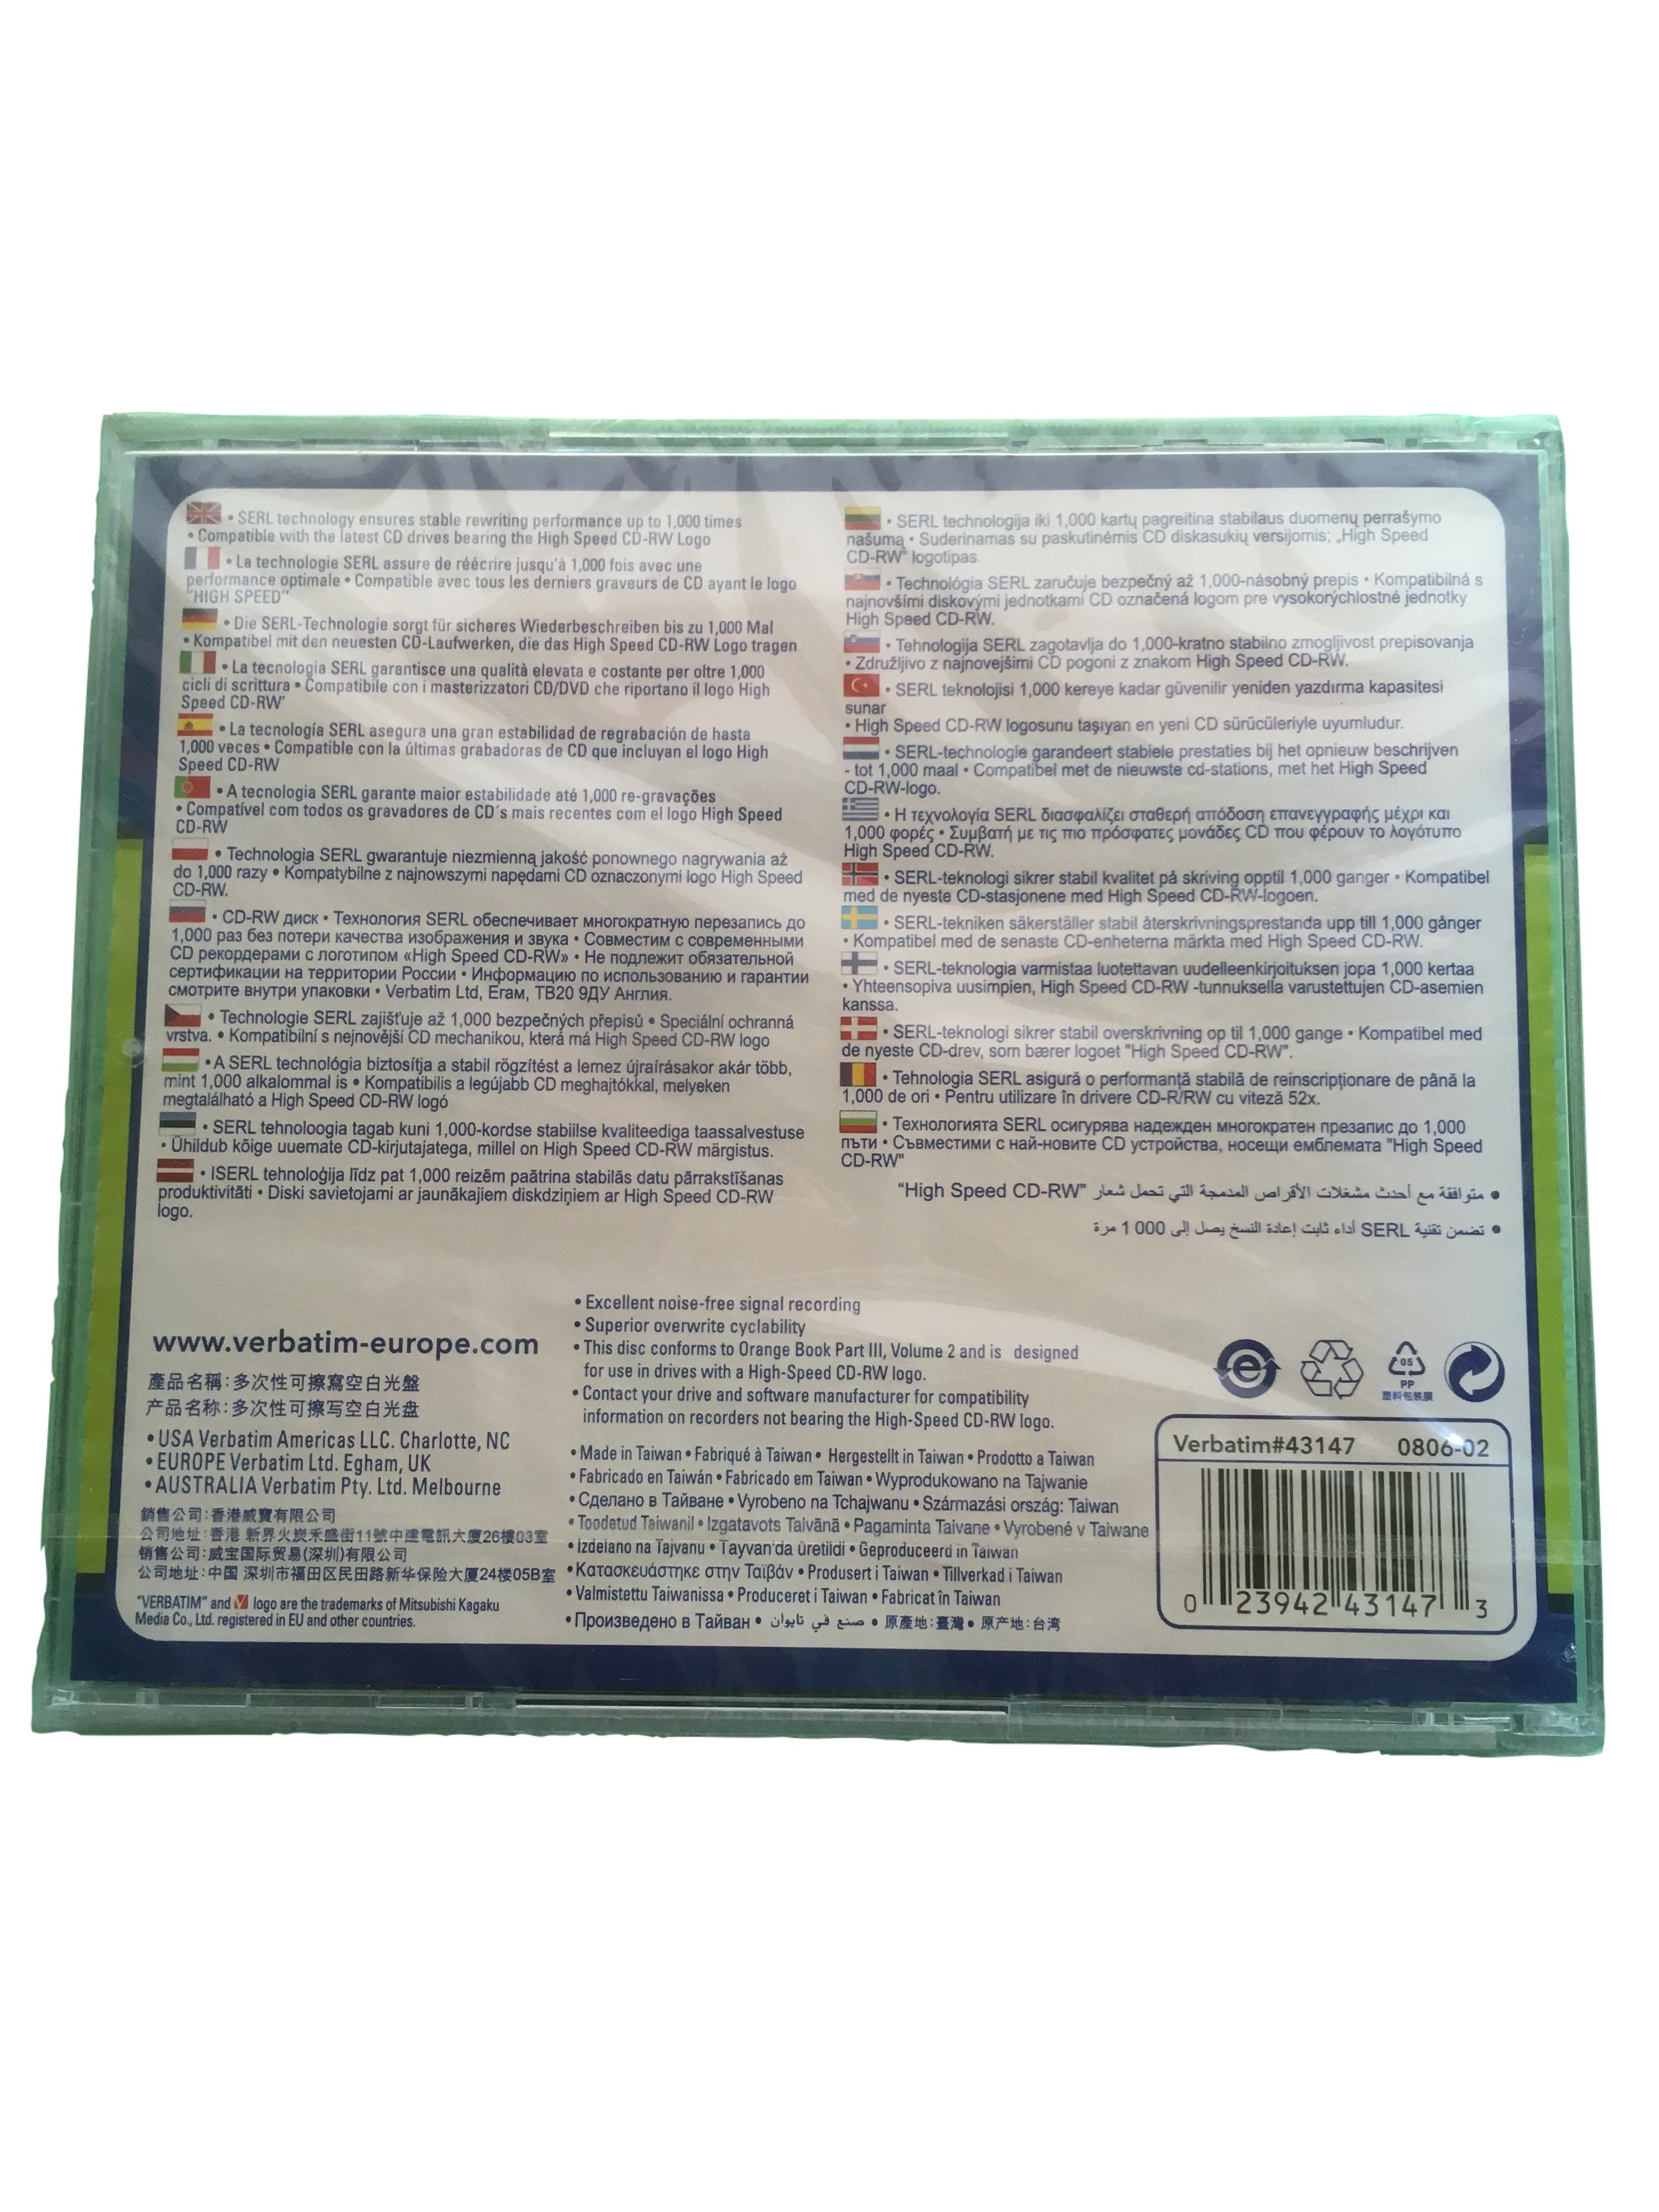 • SERL technology ensures stable rewriting performance up to 1,000 times
• Compatible with the latest CD drives bearing the High Speed CD-RW Logo
• La technologie SERL assure de réécrire jusqu'à 1,000 fois avec une
performance optimale • Compatible avec tous les derniers graveurs de CD ayant le logo
"HIGH SPEED"
• Die SERL-Technologie sorgt für sicheres Wiederbeschreiben bis zu 1,000 Mal
• Kompatibel mit den neuesten CD-Laufwerken, die das High Speed CD-RW Logo tragen
• La tecnologia SERL garantisce una qualità elevata e costante per oltre 1,000
cicli di scrittura • Compatibile con i masterizzatori CD/DVD che riportano il logo High
Speed CD-RW"
• La tecnología SERL asegura una gran estabilidad de regrabación de hasta
1,000 veces • Compatible con la últimas grabadoras de CD que incluyan el logo High
Speed CD-RW
• A tecnologia SERL garante maior estabilidade até 1,000 re-gravações
• Compatível com todos os gravadores de CD´s mais recentes com el logo High Speed
CD-RW
• Technologia SERL gwarantuje niezmienną jakość ponownego nagrywania aż
do 1,000 razy • Kompatybilne z najnowszymi napędami CD oznaczonymi logo High Speed
CD-RW.
• CD-RW диск • Технология SERL обеспечивает многократную перезапись до
1,000 раз без потери качества изображения и звука • Совместим с современными
CD рекордерами с логотипом «High Speed CD-RW» • Не подлежит обязательной
сертификации на территории России • Информацию по использованию и гарантии
смотрите внутри упаковки • Verbatim Ltd, Егам, ТВ20 9ДУ Англия.
• Technologie SERL zajišťuje až 1,000 bezpečných přepisů • Speciální ochranná
vrstva. • Kompatibilní s nejnovější CD mechanikou, která má High Speed CD-RW logo
• A SERL technológia biztosítja a stabil rögzítést a lemez újraírásakor akár több,
mint 1,000 alkalommal is • Kompatibilis a legújabb CD meghajtókkal, melyeken
megtalálható a High Speed CD-RW logó
• SERL tehnoloogia tagab kuni 1,000-kordse stabiilse kvaliteediga taassalvestuse
• Ühildub kõige uuemate CD-kirjutajatega, millel on High Speed CD-RW märgistus.
• ISERL tehnoloģija līdz pat 1,000 reizēm paātrina stabilās datu pārrakstīšanas
produktivitāti • Diski savietojami ar jaunākajiem diskdziņiem ar High Speed CD-RW
logo.
• SERL technologija iki 1,000 kartų pagreitina stabilaus duomenų perrašymo
našumą • Suderinamas su paskutinėmis CD diskasukių versijomis; „High Speed
CD-RW" logotipas.
• Technológia SERL zaručuje bezpečný až 1,000-násobný prepis • Kompatibilná s
najnovšími diskovými jednotkami CD označená logom pre vysokorýchlostné jednotky
High Speed CD-RW.
• Tehnologija SERL zagotavlja do 1,000-kratno stabilno zmogljivost prepisovanja
• Združljivo z najnovejšimi CD pogoni z znakom High Speed CD-RW.
• SERL teknolojisi 1,000 kereye kadar güvenilir yeniden yazdırma kapasitesi
sunar
• High Speed CD-RW logosunu taşıyan en yeni CD sürücüleriyle uyumludur.
• SERL-technologie garandeert stabiele prestaties bij het opnieuw beschrijven
- tot 1,000 maal • Compatibel met de nieuwste cd-stations, met het High Speed
CD-RW-logo.
• Η τεχνολογία SERL διασφαλίζει σταθερή απόδοση επανεγγραφής μέχρι και
1,000 φορές • Συμβατή με τις πιο πρόσφατες μονάδες CD που φέρουν το λογότυπο
High Speed CD-RW.
• SERL-teknologi sikrer stabil kvalitet på skriving opptil 1,000 ganger • Kompatibel
med de nyeste CD-stasjonene med High Speed CD-RW-logoen.
• SERL-tekniken säkerställer stabil återskrivningsprestanda upp till 1,000 gånger
• Kompatibel med de senaste CD-enheterna märkta med High Speed CD-RW.
• SERL-teknologia varmistaa luotettavan uudelleenkirjoituksen jopa 1,000 kertaa
• Yhteensopiva uusimpien, High Speed CD-RW -tunnuksella varustettujen CD-asemien
kanssa.
• SERL-teknologi sikrer stabil overskrivning op til 1,000 gange • Kompatibel med
de nyeste CD-drev, som bærer logoet "High Speed CD-RW".
• Tehnologia SERL asigură o performanță stabilă de reinscripționare de până la
1,000 de ori • Pentru utilizare în drivere CD-R/RW cu viteză 52x.
• Технологията SERL осигурява надежден многократен презапис до 1,000
пъти • Съвместими с най-новите CD устройства, носещи емблемата "High Speed
CD-RW"
• متوافقة مع أحدث مشغلات الأقراص المدمجة التي تحمل شعار "High Speed CD-RW"
• تضمن تقنية SERL أداء ثابت إعادة النسخ يصل إلى 000 1 مرة
www.verbatim-europe.com
產品名稱:多次性可擦寫空白光盤
产品名称:多次性可擦写空白光盘
• USA Verbatim Americas LLC. Charlotte, NC
• EUROPE Verbatim Ltd. Egham, UK
• AUSTRALIA Verbatim Pty. Ltd. Melbourne
銷售公司:香港威寶有限公司
公司地址:香港 新界火炭禾盛街11號中建電訊大廈26樓03室
销售公司:威宝国际贸易(深圳)有限公司
公司地址:中国 深圳市福田区民田路新华保险大厦24楼05B室
"VERBATIM" and V logo are the trademarks of Mitsubishi Kagaku
Media Co., Ltd. registered in EU and other countries.
• Excellent noise-free signal recording
• Superior overwrite cyclability
• This disc conforms to Orange Book Part III, Volume 2 and is designed
for use in drives with a High-Speed CD-RW logo.
• Contact your drive and software manufacturer for compatibility
information on recorders not bearing the High-Speed CD-RW logo.
• Made in Taiwan • Fabriqué à Taiwan • Hergestellt in Taiwan • Prodotto a Taiwan
• Fabricado en Taiwán • Fabricado em Taiwan • Wyprodukowano na Tajwanie
• Сделано в Тайване • Vyrobeno na Tchajwanu • Származási ország: Taiwan
• Toodetud Taiwanil • Izgatavots Taivānā • Pagaminta Taivane • Vyrobené v Taiwane
• Izdelano na Tajvanu • Tayvan'da üretildi • Geproduceerd in Taiwan
• Κατασκευάστηκε στην Ταϊβάν • Produsert i Taiwan • Tillverkad i Taiwan
• Valmistettu Taiwanissa • Produceret i Taiwan • Fabricat în Taiwan
• Произведено в Тайван • صنع في تايوان • 原產地:臺灣 • 原产地:台湾
e
05
PP
塑料包装膜
Verbatim#43147 0806-02
0 23942 43147 3